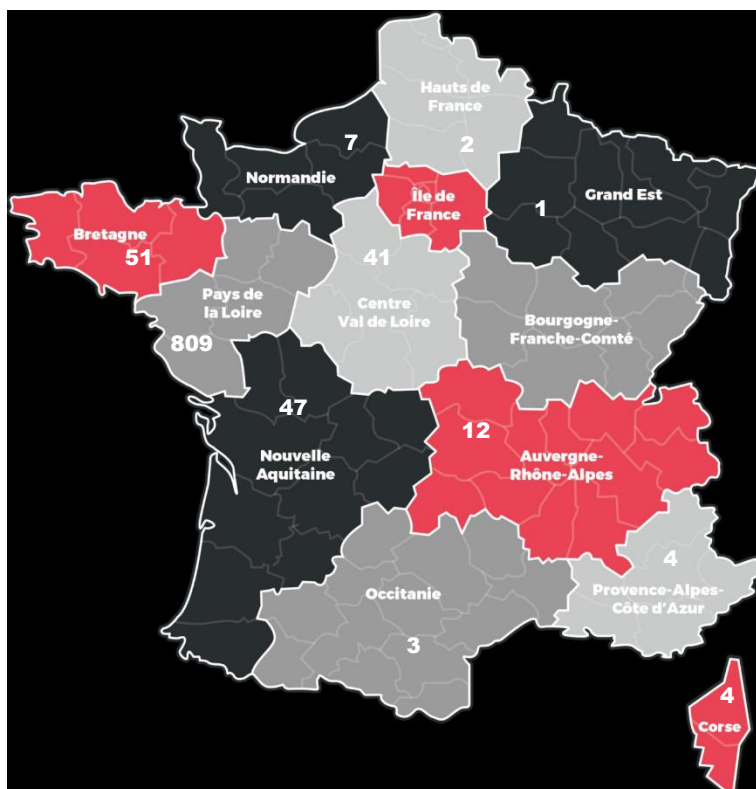 Hauts de
France
2
7
Normandie
Île de
France
1
Grand Est
Bretagne
51
Pays de
la Loire
809
41
Centre
Val de Loire
Bourgogne-
Franche-Comté
47
Nouvelle
Aquitaine
12
Auvergne-
Rhône-Alpes
4
Provence-Alpes-
Côte d'Azur
Occitanie
3
4
Corse